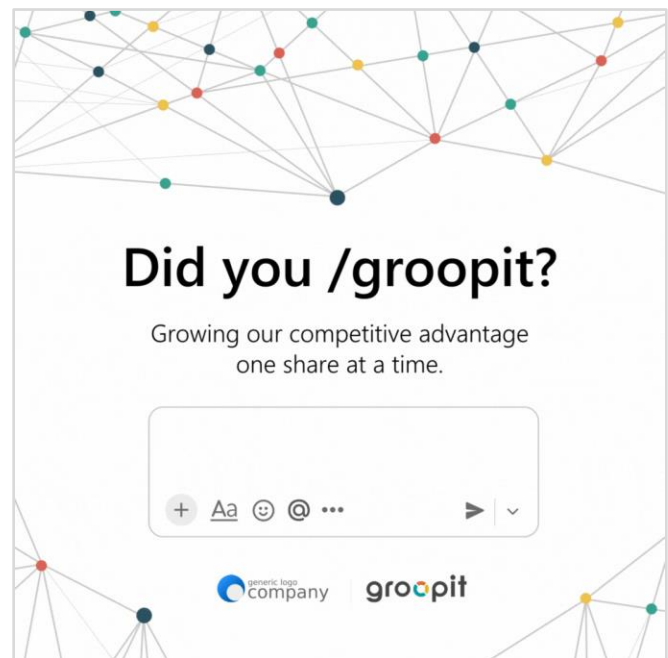 Did you /groopit?
Growing our competitive advantage
one share at a time.
+ Aa @ •••
generic logo
company
groopit